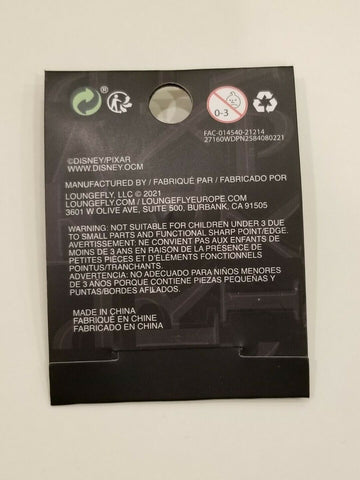 0-3
FAC-014540-21214
27160WDPN2584080221
©DISNEY/PIXAR
WWW.DISNEY.OCM
MANUFACTURED BY / FABRIQUÉ PAR / FABRICADO POR
LOUNGEFLY, LLC © 2021
LOUNGEFLY.COM / LOUNGEFLYEUROPE.COM
3601 W OLIVE AVE, SUITE 500, BURBANK, CA 91505
WARNING: NOT SUITABLE FOR CHILDREN UNDER 3 DUE
TO SMALL PARTS AND FUNCTIONAL SHARP POINT/EDGE.
AVERTISSEMENT: NE CONVIENT PAS AUX ENFANTS DE
MOINS DE 3 ANS EN RAISON DE LA PRÉSENCE DE
PETITES PIÈCES ET D'ÉLÉMENTS FONCTIONNELS
POINTUS/TRANCHANTS.
ADVERTENCIA: NO ADECUADO PARA NIÑOS MENORES
DE 3 AÑOS PORQUE CONTIENE PIEZAS PEQUEÑAS Y
PUNTAS/BORDES AFILADOS.
MADE IN CHINA
FABRIQUÉ EN CHINE
FABRICADO EN CHINA